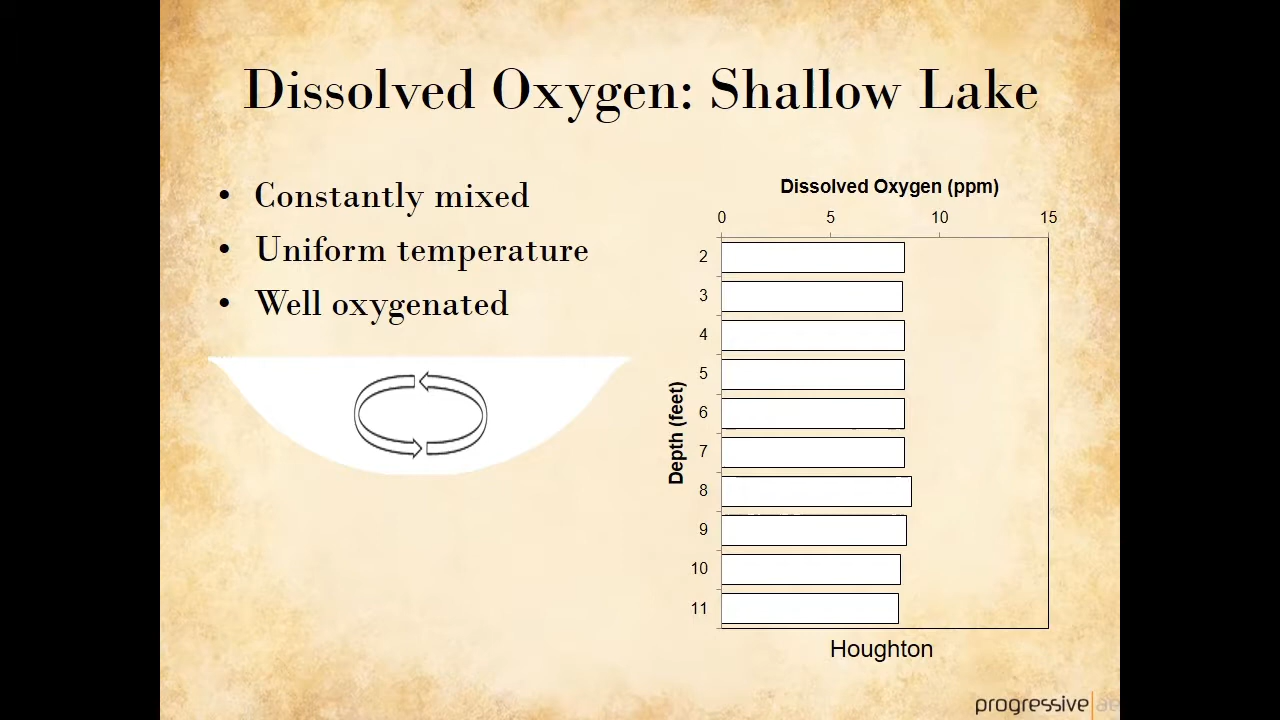 Dissolved Oxygen: Shallow Lake
• Constantly mixed
• Uniform temperature
• Well oxygenated
Dissolved Oxygen (ppm)
0 5 10 15
Depth (feet)
2
3
4
5
6
7
8
9
10
11
Houghton
progressive|ae